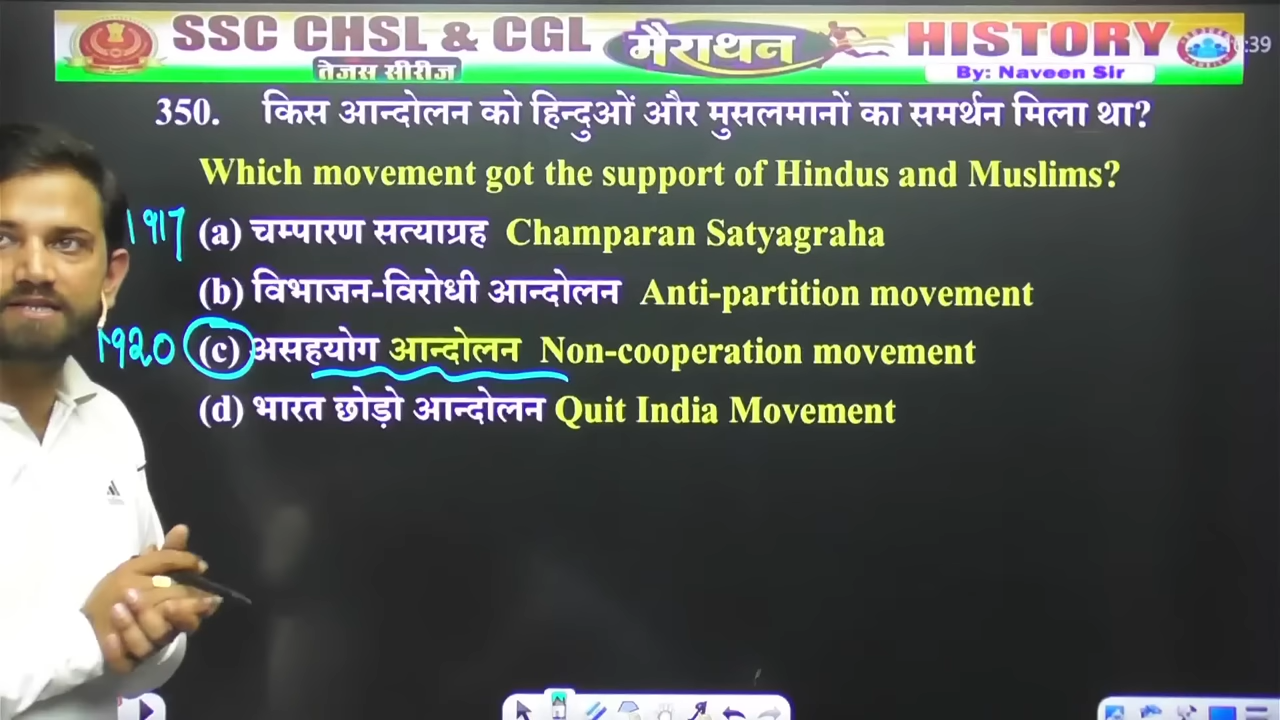 SSC CHSL & CGL मैराथन HISTORY
तेजस सीरीज By: Naveen Sir
:39
350. किस आन्दोलन को हिन्दुओं और मुसलमानों का समर्थन मिला था?
Which movement got the support of Hindus and Muslims?
1917 (a) चम्पारण सत्याग्रह Champaran Satyagraha
(b) विभाजन-विरोधी आन्दोलन Anti-partition movement
1920 (c) असहयोग आन्दोलन Non-cooperation movement
(d) भारत छोड़ो आन्दोलन Quit India Movement